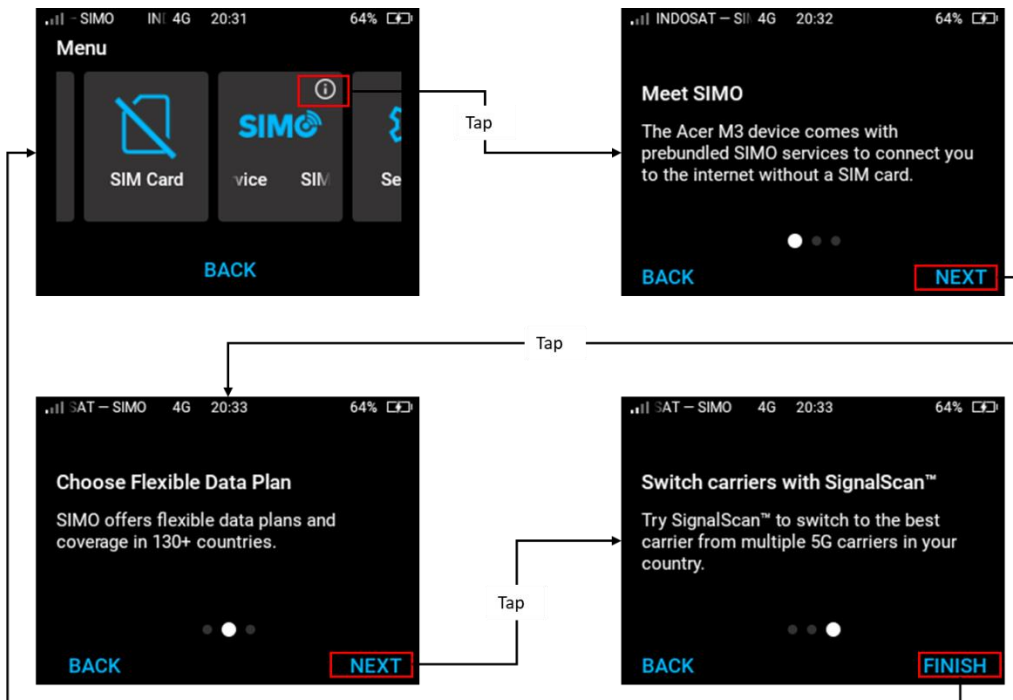 - SIMO IN 4G 20:31 64%
Menu
SIMO
SIM Card
vice SIM
Se
BACK
Tap
INDOSAT – SIM 4G 20:32 64%
Meet SIMO
The Acer M3 device comes with
prebundled SIMO services to connect you
to the internet without a SIM card.
BACK NEXT
Tap
SAT – SIMO 4G 20:33 64%
Choose Flexible Data Plan
SIMO offers flexible data plans and
coverage in 130+ countries.
BACK NEXT
Tap
SAT – SIMO 4G 20:33 64%
Switch carriers with SignalScan™
Try SignalScan™ to switch to the best
carrier from multiple 5G carriers in your
country.
BACK FINISH